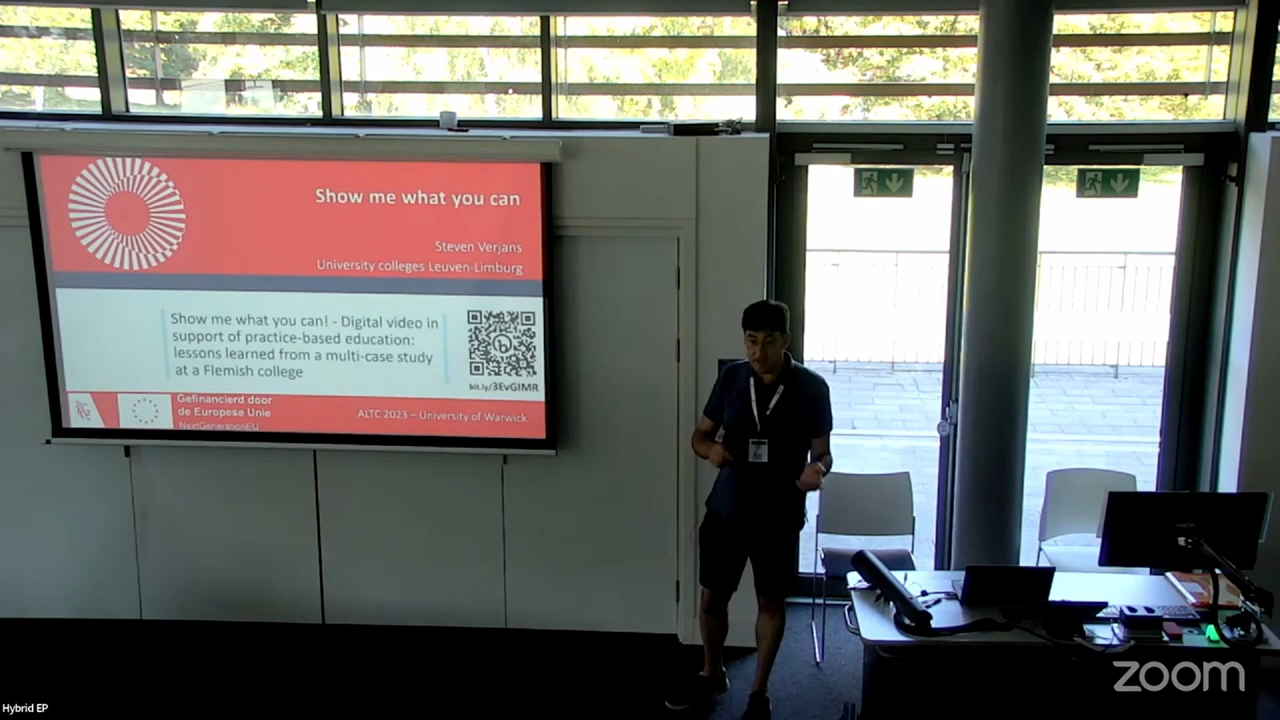 Show me what you can
Steven Verjans
University colleges Leuven-Limburg
Show me what you can! - Digital video in
support of practice-based education:
lessons learned from a multi-case study
at a Flemish college
bit.ly/3EvGIMR
Gefinancierd door
de Europese Unie
NextGenerationEU
ALTC 2023 – University of Warwick
Hybrid EP
zoom